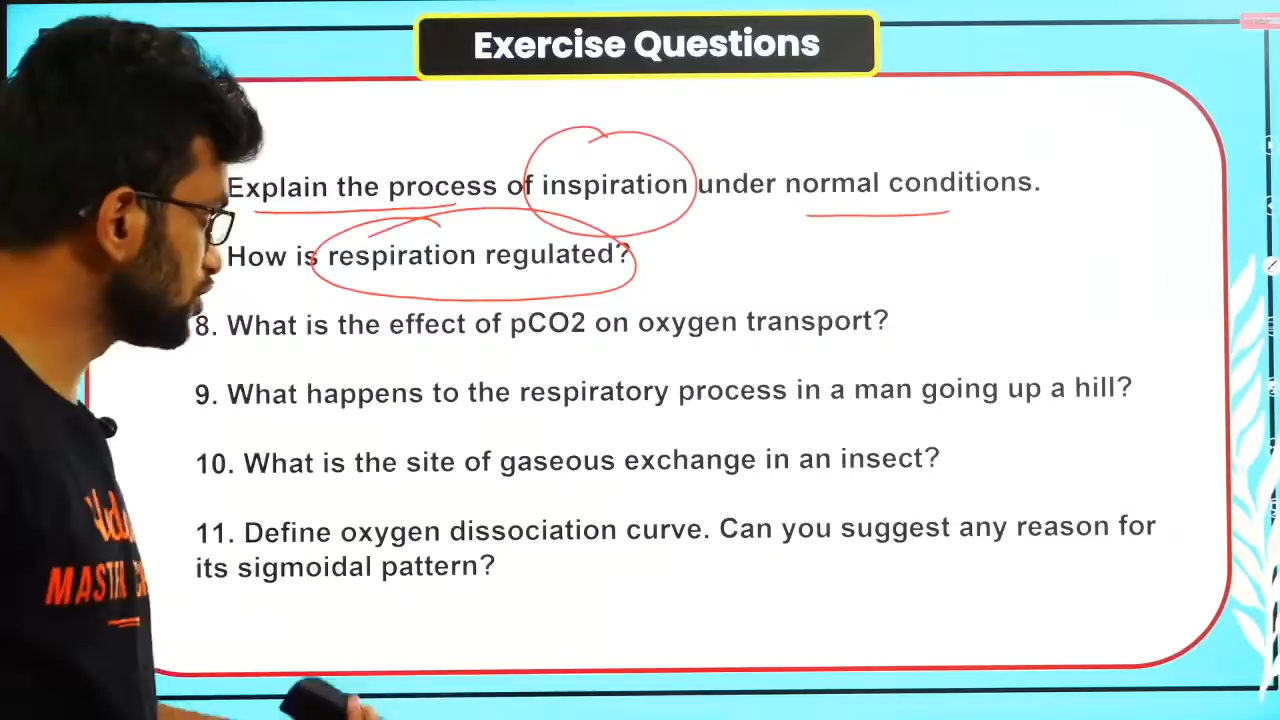 Exercise Questions
Explain the process of inspiration under normal conditions.
How is respiration regulated?
8. What is the effect of pCO2 on oxygen transport?
9. What happens to the respiratory process in a man going up a hill?
10. What is the site of gaseous exchange in an insect?
11. Define oxygen dissociation curve. Can you suggest any reason for
its sigmoidal pattern?